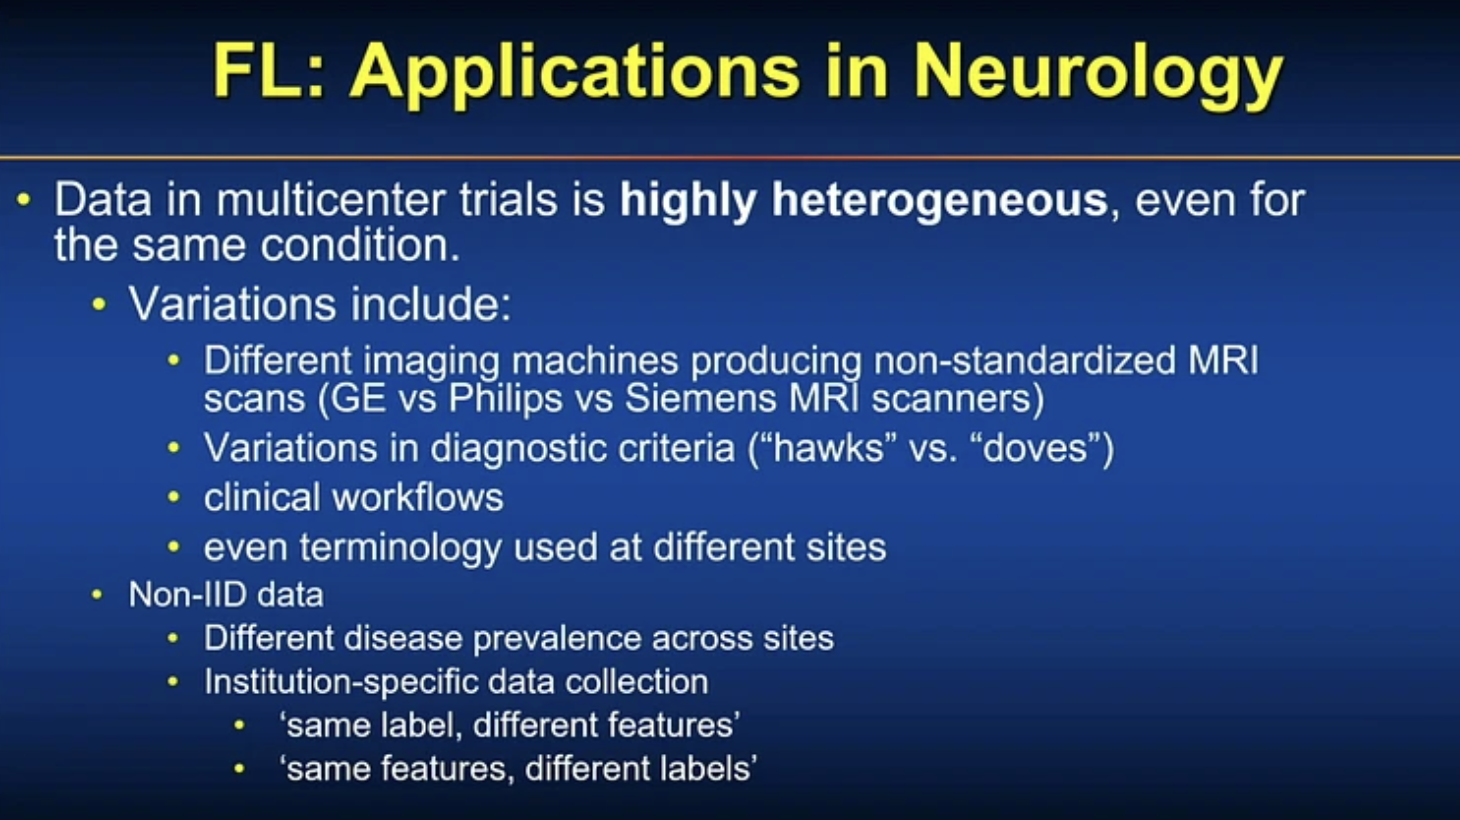 FL: Applications in Neurology
• Data in multicenter trials is highly heterogeneous, even for
the same condition.
• Variations include:
• Different imaging machines producing non-standardized MRI
scans (GE vs Philips vs Siemens MRI scanners)
• Variations in diagnostic criteria (“hawks” vs. “doves”)
• clinical workflows
• even terminology used at different sites
• Non-IID data
• Different disease prevalence across sites
• Institution-specific data collection
• ‘same label, different features’
• ‘same features, different labels’